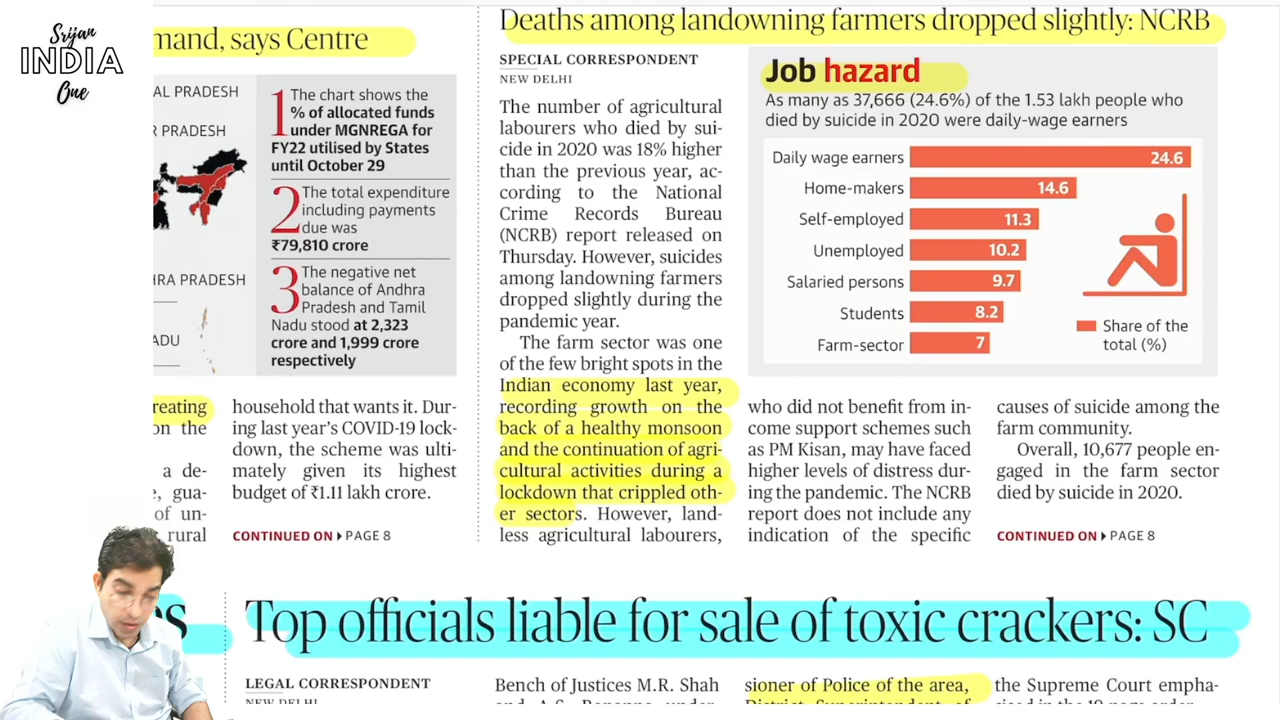 Srijan
INDIA
One
mand, says Centre
AL PRADESH
R PRADESH
HRA PRADESH
ADU
1 The chart shows the
% of allocated funds
under MGNREGA for
FY22 utilised by States
until October 29
2 The total expenditure
including payments
due was
₹79,810 crore
3 The negative net
balance of Andhra
Pradesh and Tamil
Nadu stood at 2,323
crore and 1,999 crore
respectively
reating
on the
a de-
e, gua-
of un-
rural
household that wants it. Dur-
ing last year's COVID-19 lock-
down, the scheme was ulti-
mately given its highest
budget of ₹1.11 lakh crore.
CONTINUED ON PAGE 8
Deaths among landowning farmers dropped slightly: NCRB
SPECIAL CORRESPONDENT
NEW DELHI
The number of agricultural
labourers who died by sui-
cide in 2020 was 18% higher
than the previous year, ac-
cording to the National
Crime Records Bureau
(NCRB) report released on
Thursday. However, suicides
among landowning farmers
dropped slightly during the
pandemic year.
The farm sector was one
of the few bright spots in the
Indian economy last year,
recording growth on the
back of a healthy monsoon
and the continuation of agri-
cultural activities during a
lockdown that crippled oth-
er sectors. However, land-
less agricultural labourers,
Job hazard
As many as 37,666 (24.6%) of the 1.53 lakh people who
died by suicide in 2020 were daily-wage earners
Daily wage earners 24.6
Home-makers 14.6
Self-employed 11.3
Unemployed 10.2
Salaried persons 9.7
Students 8.2
Farm-sector 7
Share of the
total (%)
who did not benefit from in-
come support schemes such
as PM Kisan, may have faced
higher levels of distress dur-
ing the pandemic. The NCRB
report does not include any
indication of the specific
causes of suicide among the
farm community.
Overall, 10,677 people en-
gaged in the farm sector
died by suicide in 2020.
CONTINUED ON PAGE 8
es
Top officials liable for sale of toxic crackers: SC
LEGAL CORRESPONDENT
NEW DELHI
Bench of Justices M.R. Shah
sioner of Police of the area,
the Supreme Court empha-